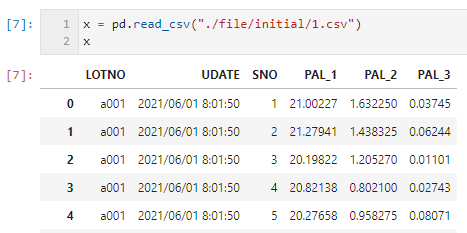 [7]: 1 x = pd.read_csv("./file/initial/1.csv")
2 x
[7]: LOTNO UDATE SNO PAL_1 PAL_2 PAL_3
0 a001 2021/06/01 8:01:50 1 21.00227 1.632250 0.03745
1 a001 2021/06/01 8:01:50 2 21.27941 1.438325 0.06244
2 a001 2021/06/01 8:01:50 3 20.19822 1.205270 0.01101
3 a001 2021/06/01 8:01:50 4 20.82138 0.802100 0.02743
4 a001 2021/06/01 8:01:50 5 20.27658 0.958275 0.08071